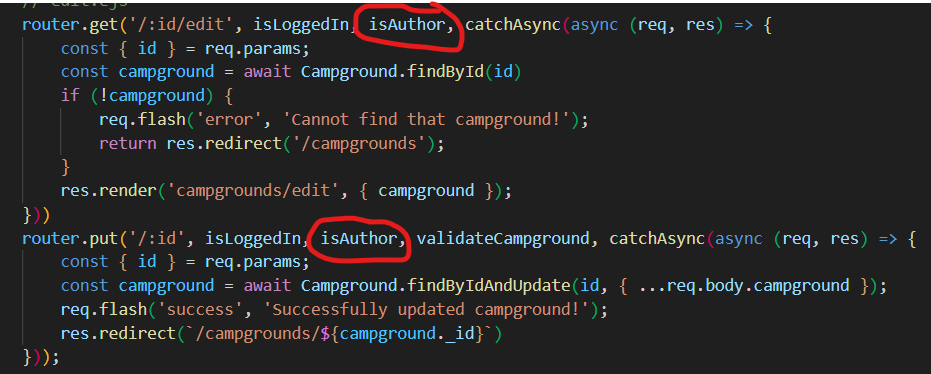 // edit.ejs
router.get('/:id/edit', isLoggedIn, isAuthor, catchAsync(async (req, res) => {
    const { id } = req.params;
    const campground = await Campground.findById(id)
    if (!campground) {
        req.flash('error', 'Cannot find that campground!');
        return res.redirect('/campgrounds');
    }
    res.render('campgrounds/edit', { campground });
}))
router.put('/:id', isLoggedIn, isAuthor, validateCampground, catchAsync(async (req, res) => {
    const { id } = req.params;
    const campground = await Campground.findByIdAndUpdate(id, { ...req.body.campground });
    req.flash('success', 'Successfully updated campground!');
    res.redirect(`/campgrounds/${campground._id}`)
}));